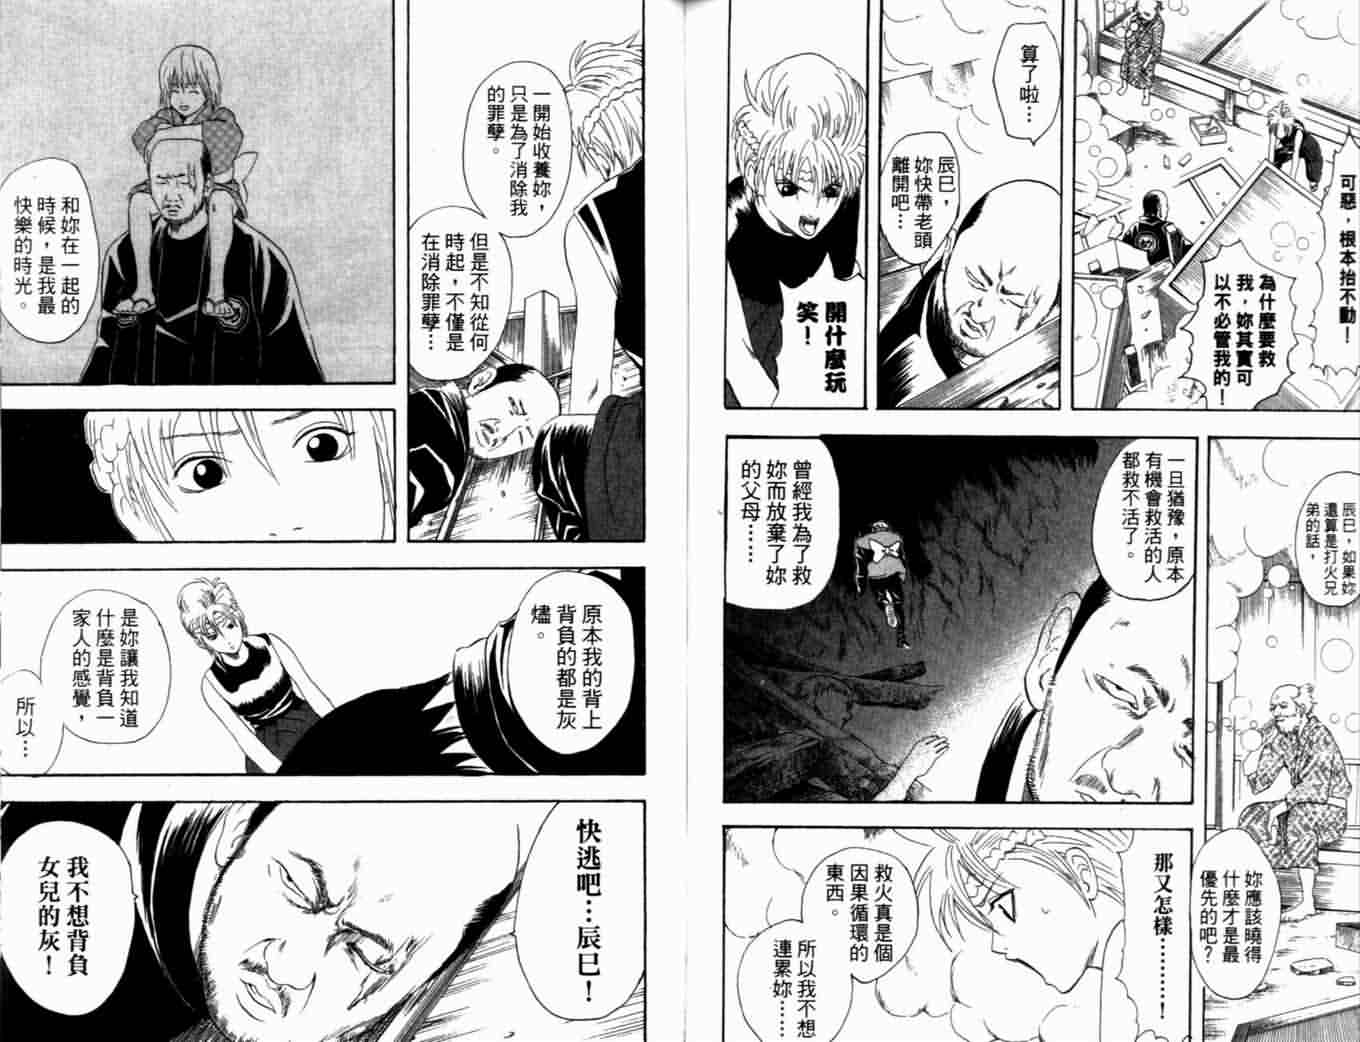 可惡，根本抬不動！
為什麼要救
我，妳其實可
以不必管我的！
算了啦…
辰巳，
妳快帶老頭
離開吧…
開什麼玩
笑！
辰巳，如果妳
還算是打火兄
弟的話，
妳應該曉得
什麼才是最
優先的吧？
一旦猶豫，原本
有機會救活的人
都救不活了。
曾經我為了救
妳而放棄了妳
的父母……
那又怎樣………！
救火真是個
因果循環的
東西。
所以我不想
連累妳……
一開始收養妳，
只是為了消除我
的罪孽。
但是不知從何
時起，不僅是
在消除罪孽…
和妳在一起的
時候，是我最
快樂的時光。
原本我的背上
背負的都是灰
燼。
是妳讓我知道
什麼是背負一
家人的感覺，
所以…
快逃吧…辰巳！
我不想背負
女兒的灰！